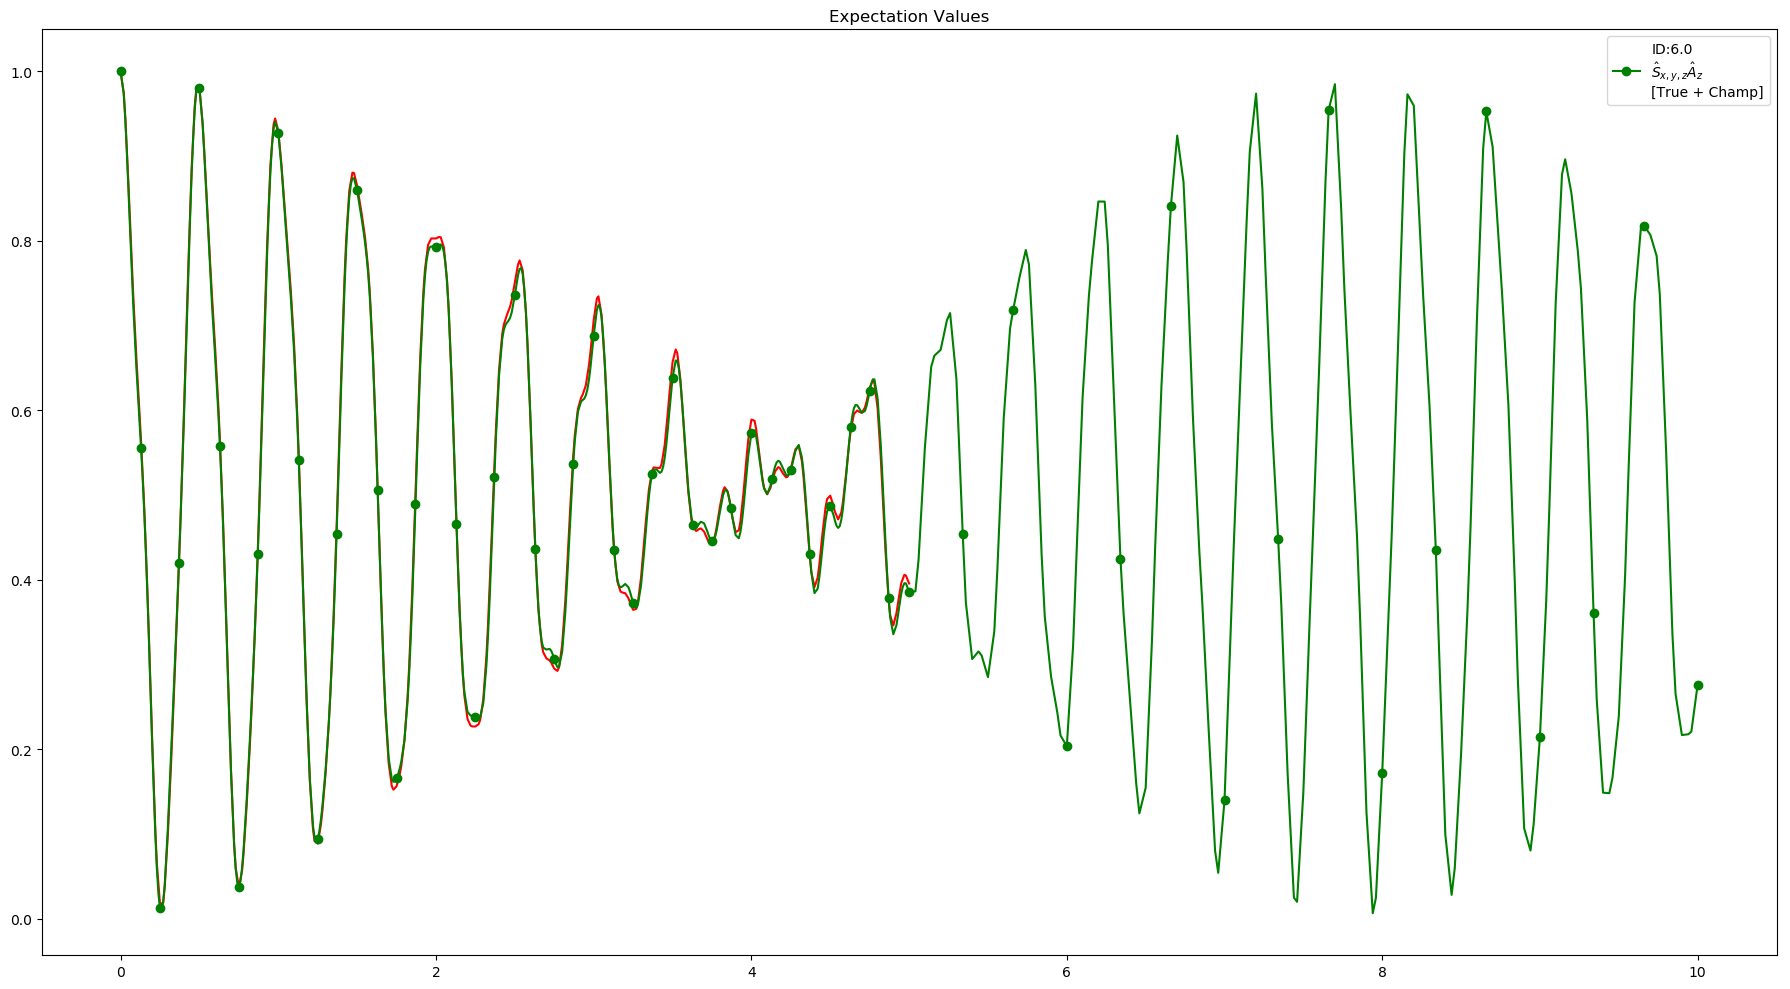 Expectation Values
ID:6.0
$\hat{S}_{x,y,z}\hat{A}_z$
[True + Champ]
1.0
0.8
0.6
0.4
0.2
0.0
0 2 4 6 8 10